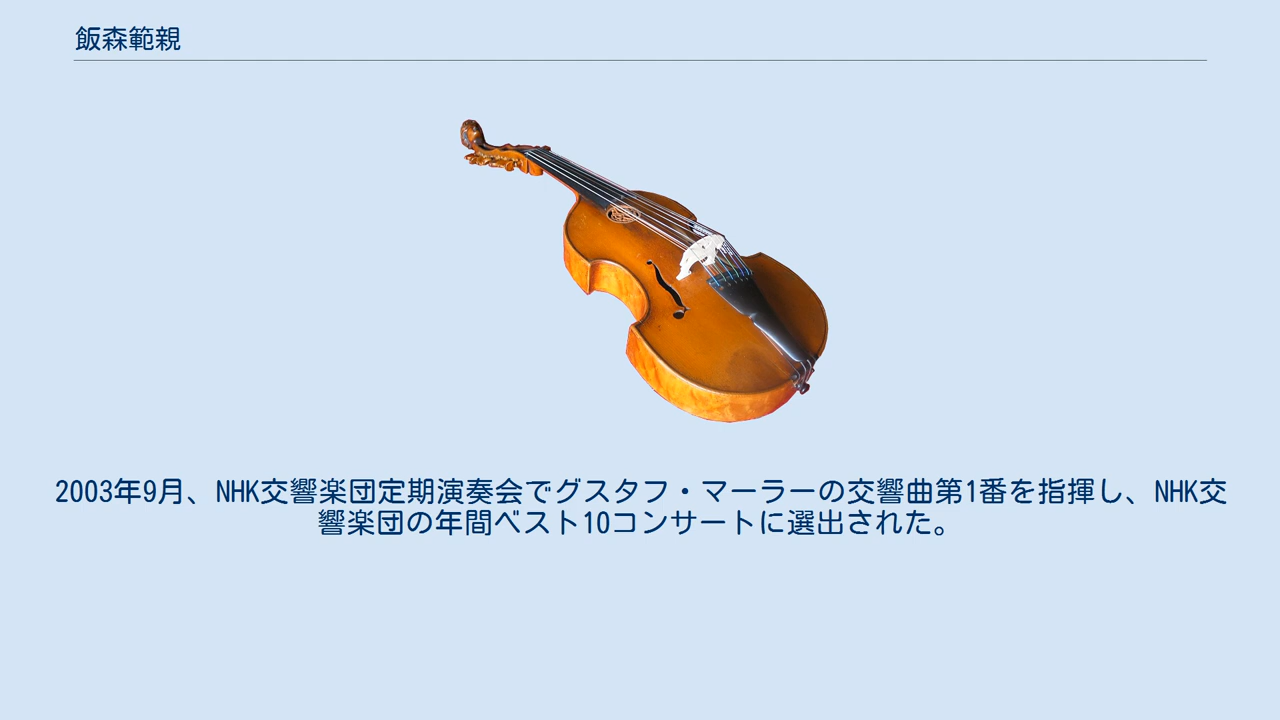 飯森範親
2003年9月、NHK交響楽団定期演奏会でグスタフ・マーラーの交響曲第1番を指揮し、NHK交
響楽団の年間ベスト10コンサートに選出された。